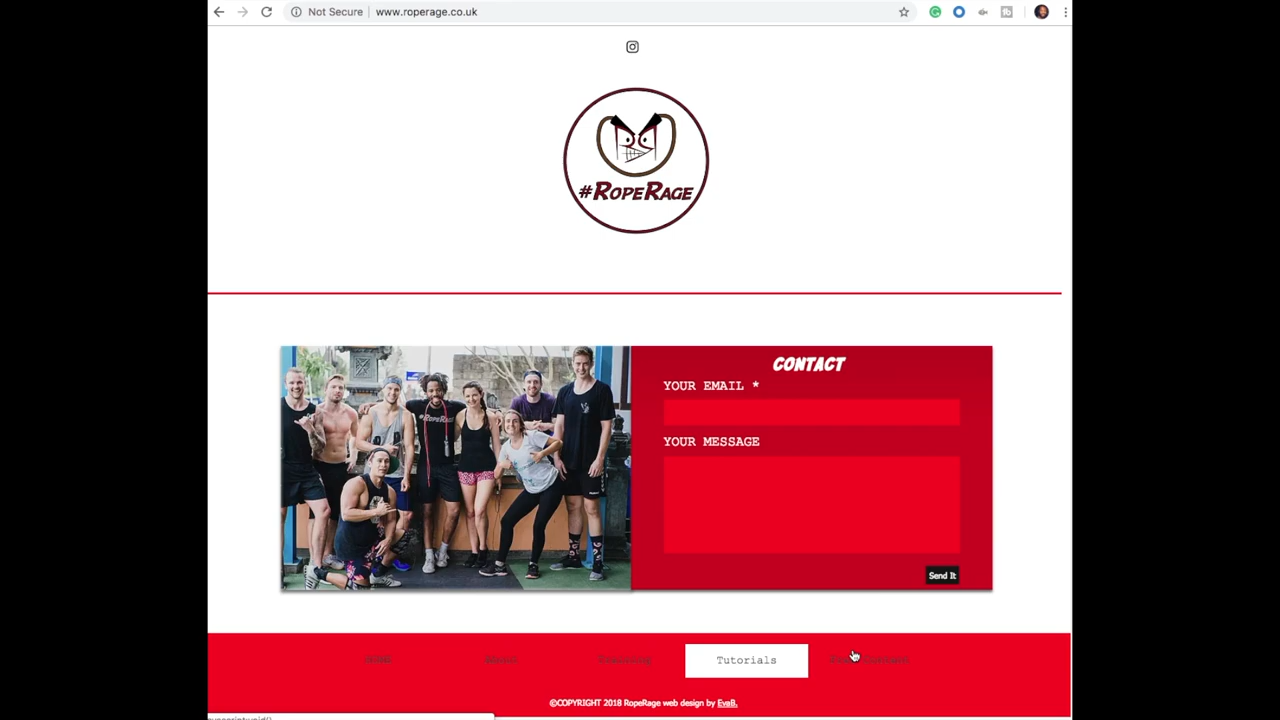 Not Secure | www.roperage.co.uk
#RopeRage
CONTACT
YOUR EMAIL *
YOUR MESSAGE
Send It
HOME
Tutorials
©COPYRIGHT 2018 RopeRage web design by EvaB.